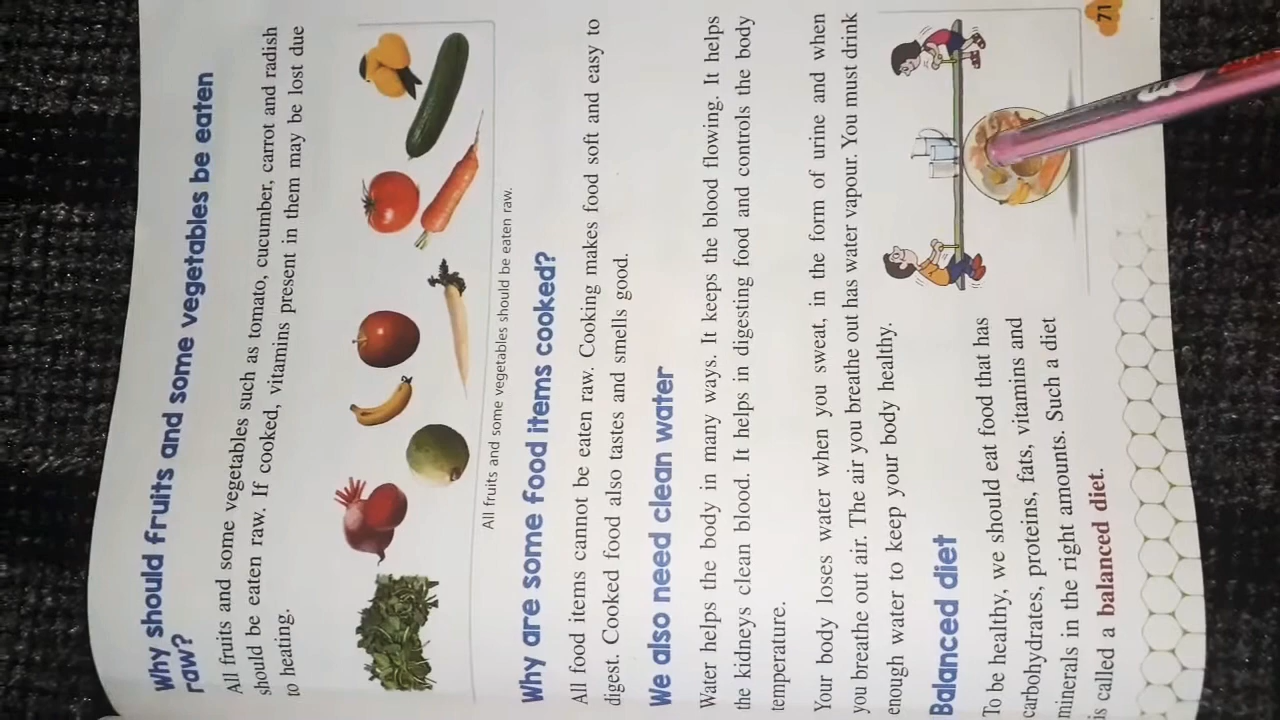 Why should fruits and some vegetables be eaten
raw?
All fruits and some vegetables such as tomato, cucumber, carrot and radish
should be eaten raw. If cooked, vitamins present in them may be lost due
to heating.
All fruits and some vegetables should be eaten raw.
Why are some food items cooked?
All food items cannot be eaten raw. Cooking makes food soft and easy to
digest. Cooked food also tastes and smells good.
We also need clean water
Water helps the body in many ways. It keeps the blood flowing. It helps
the kidneys clean blood. It helps in digesting food and controls the body
temperature.
Your body loses water when you sweat, in the form of urine and when
you breathe out air. The air you breathe out has water vapour. You must drink
enough water to keep your body healthy.
Balanced diet
To be healthy, we should eat food that has
carbohydrates, proteins, fats, vitamins and
minerals in the right amounts. Such a diet
is called a balanced diet.
71